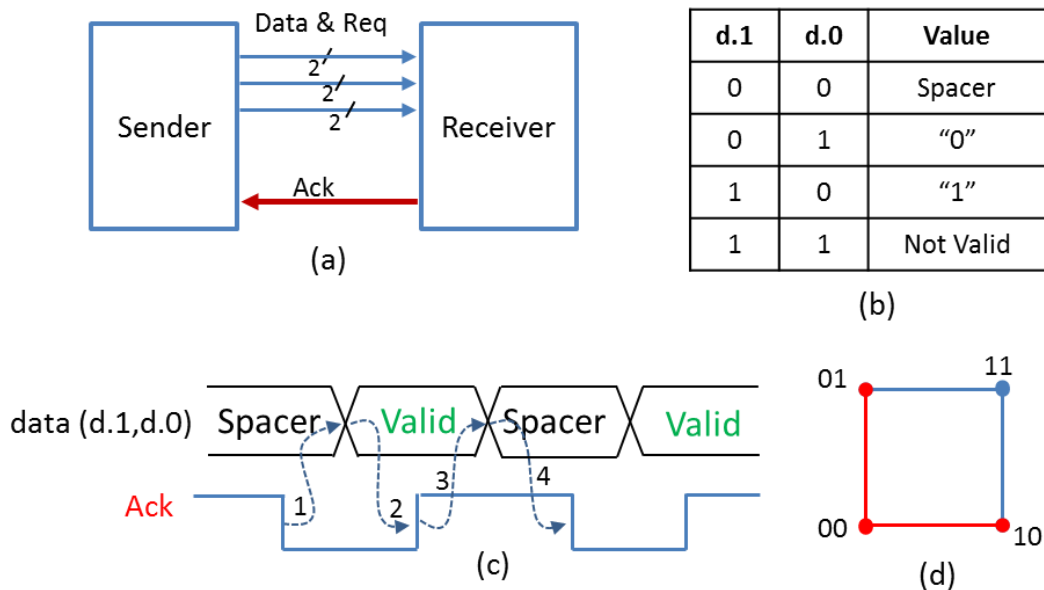 Data & Req
2
2
2
Sender
Receiver
Ack
(a)
d.1 d.0 Value
0 0 Spacer
0 1 “0”
1 0 “1”
1 1 Not Valid
(b)
data (d.1,d.0)
Spacer Valid Spacer Valid
Ack
1 2 3 4
(c)
01 11
00 10
(d)